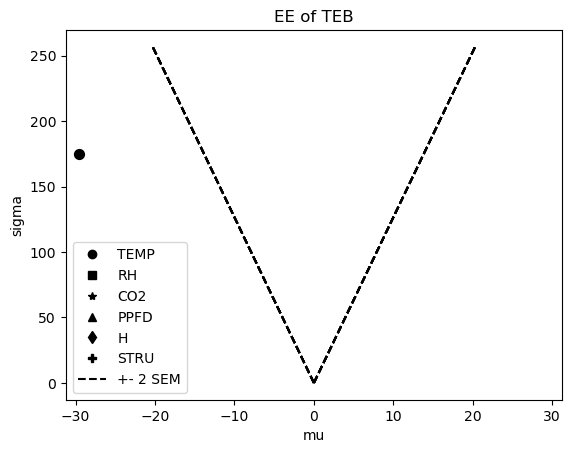 EE of TEB
250
200
150
100
50
0
sigma
TEMP
RH
CO2
PPFD
H
STRU
+- 2 SEM
−30 −20 −10 0 10 20 30
mu